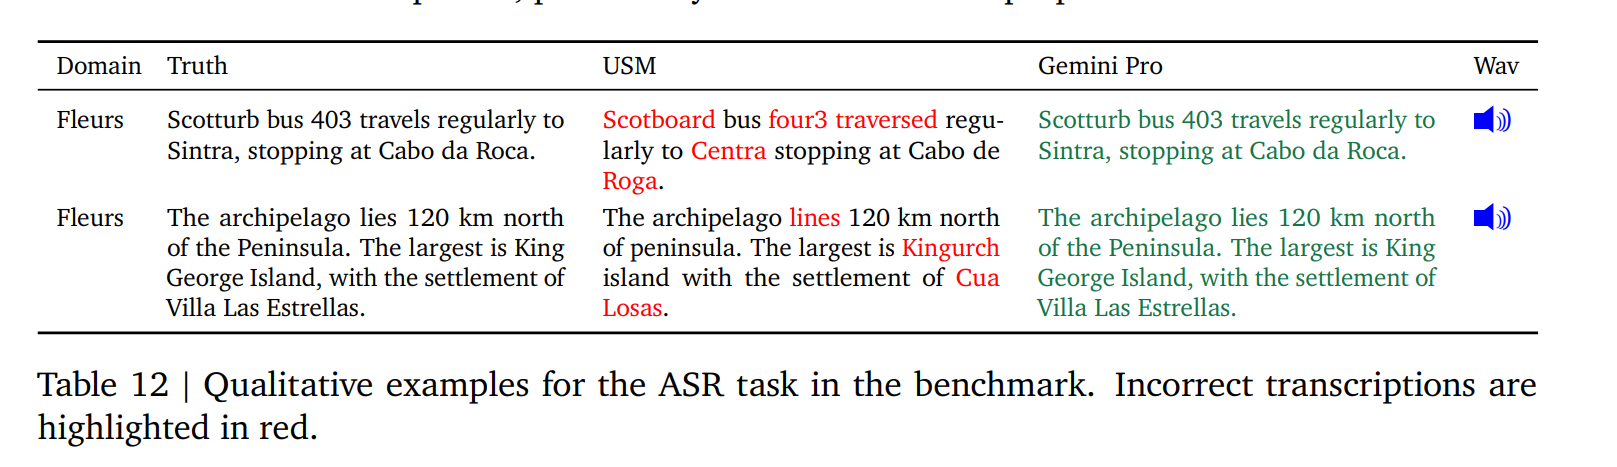 Domain Truth USM Gemini Pro Wav
Fleurs
Scotturb bus 403 travels regularly to
Sintra, stopping at Cabo da Roca.
Scotboard bus four3 traversed regu-
larly to Centra stopping at Cabo de
Roga.
Scotturb bus 403 travels regularly to
Sintra, stopping at Cabo da Roca.
Fleurs
The archipelago lies 120 km north
of the Peninsula. The largest is King
George Island, with the settlement of
Villa Las Estrellas.
The archipelago lines 120 km north
of peninsula. The largest is Kingurch
island with the settlement of Cua
Losas.
The archipelago lies 120 km north
of the Peninsula. The largest is King
George Island, with the settlement of
Villa Las Estrellas.
Table 12 | Qualitative examples for the ASR task in the benchmark. Incorrect transcriptions are
highlighted in red.